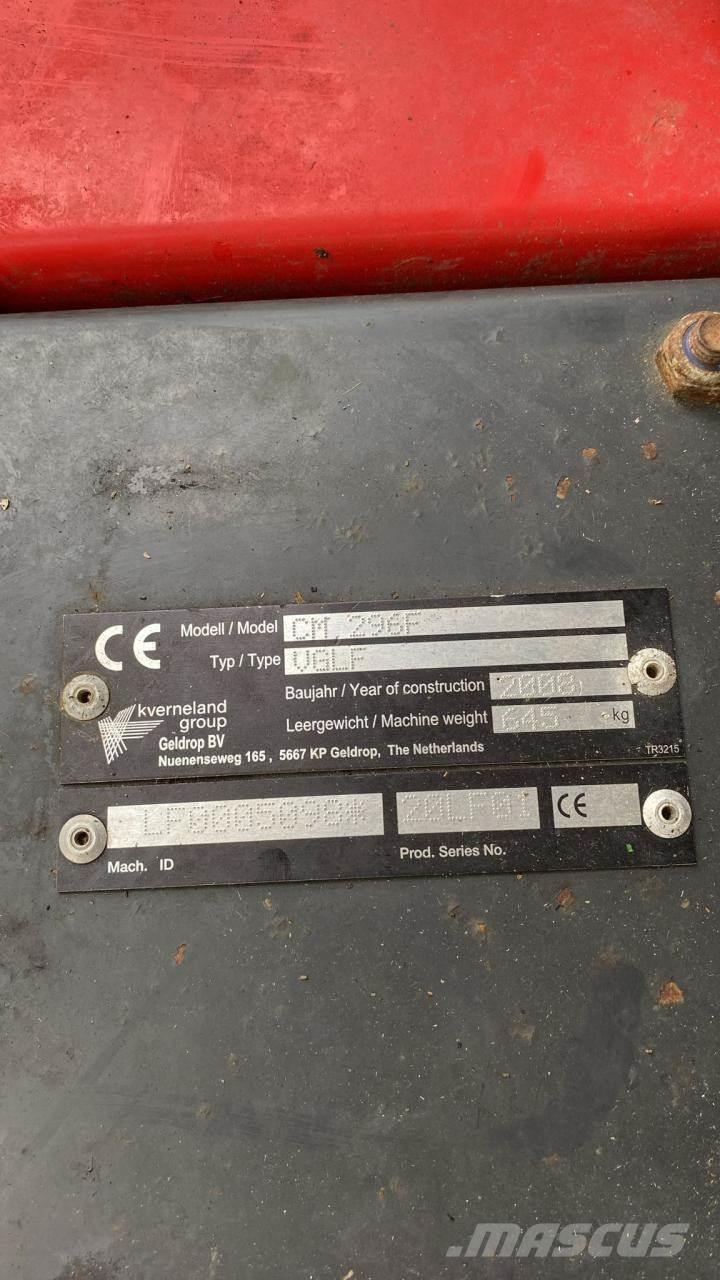 CE Modell / Model CM 296F
Typ / Type VGLF
Baujahr / Year of construction 2008
kverneland
group
Leergewicht / Machine weight 645 kg
Geldrop BV
Nuenenseweg 165 , 5667 KP Geldrop, The Netherlands
TR3215
LF0005098* 20LF01 CE
Mach. ID Prod. Series No.
MASCUS